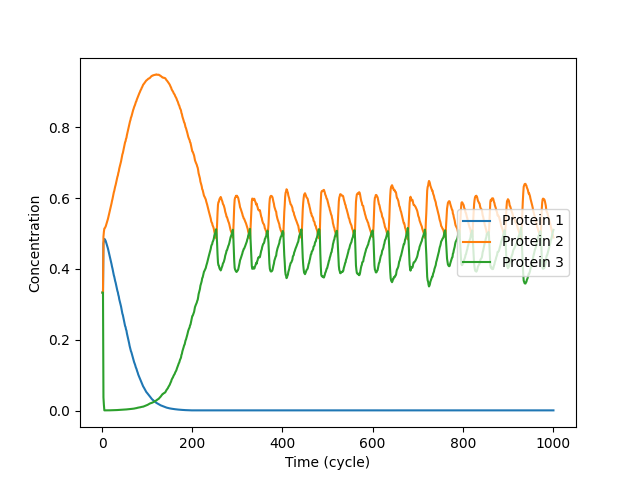 Concentration
0.8
0.6
0.4
0.2
0.0
Protein 1
Protein 2
Protein 3
0 200 400 600 800 1000
Time (cycle)